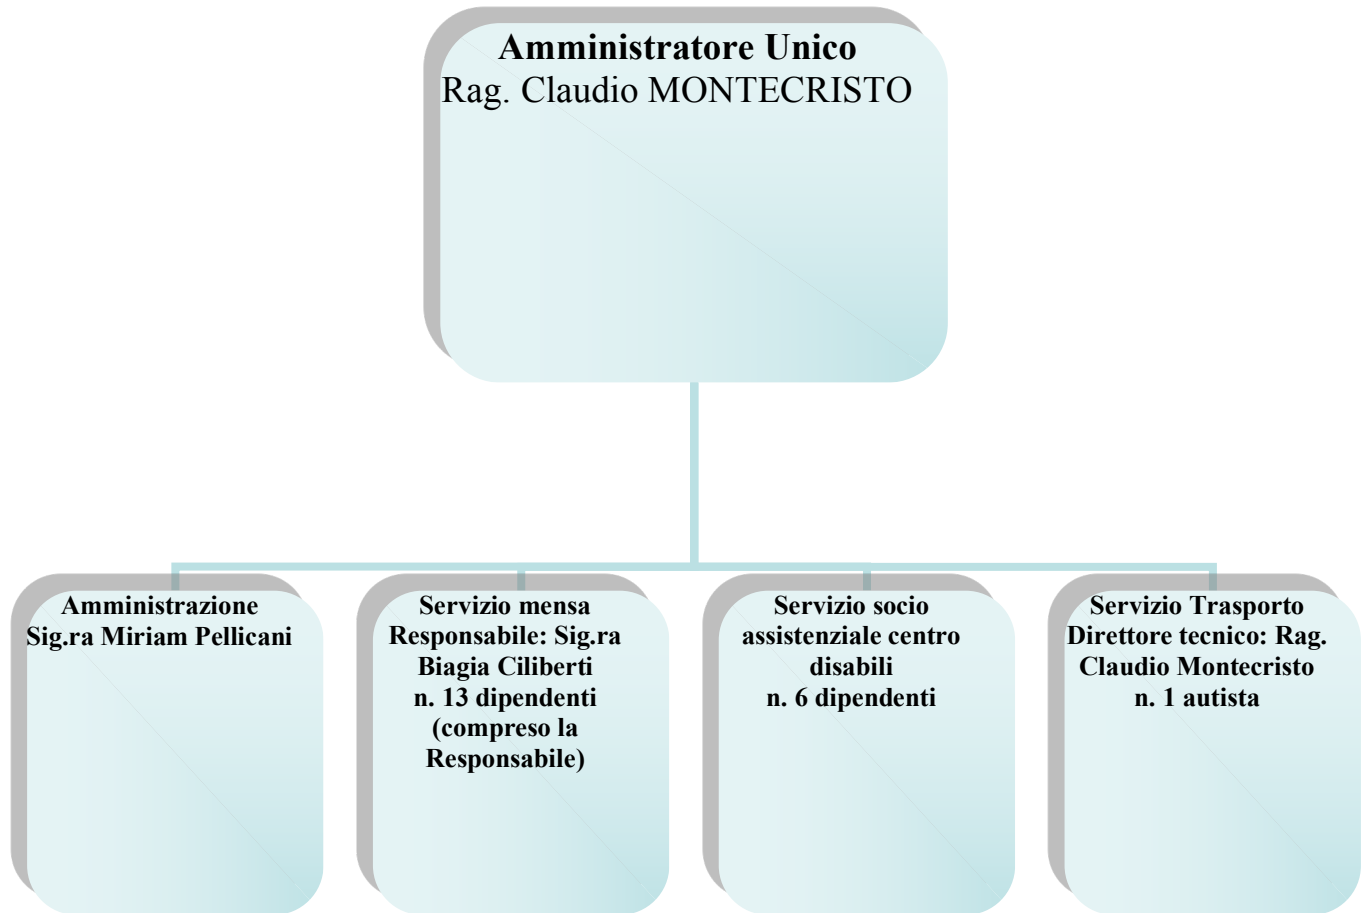 Amministratore Unico
Rag. Claudio MONTECRISTO
Amministrazione
Sig.ra Miriam Pellicani
Servizio mensa
Responsabile: Sig.ra
Biagia Ciliberti
n. 13 dipendenti
(compreso la
Responsabile)
Servizio socio
assistenziale centro
disabili
n. 6 dipendenti
Servizio Trasporto
Direttore tecnico: Rag.
Claudio Montecristo
n. 1 autista